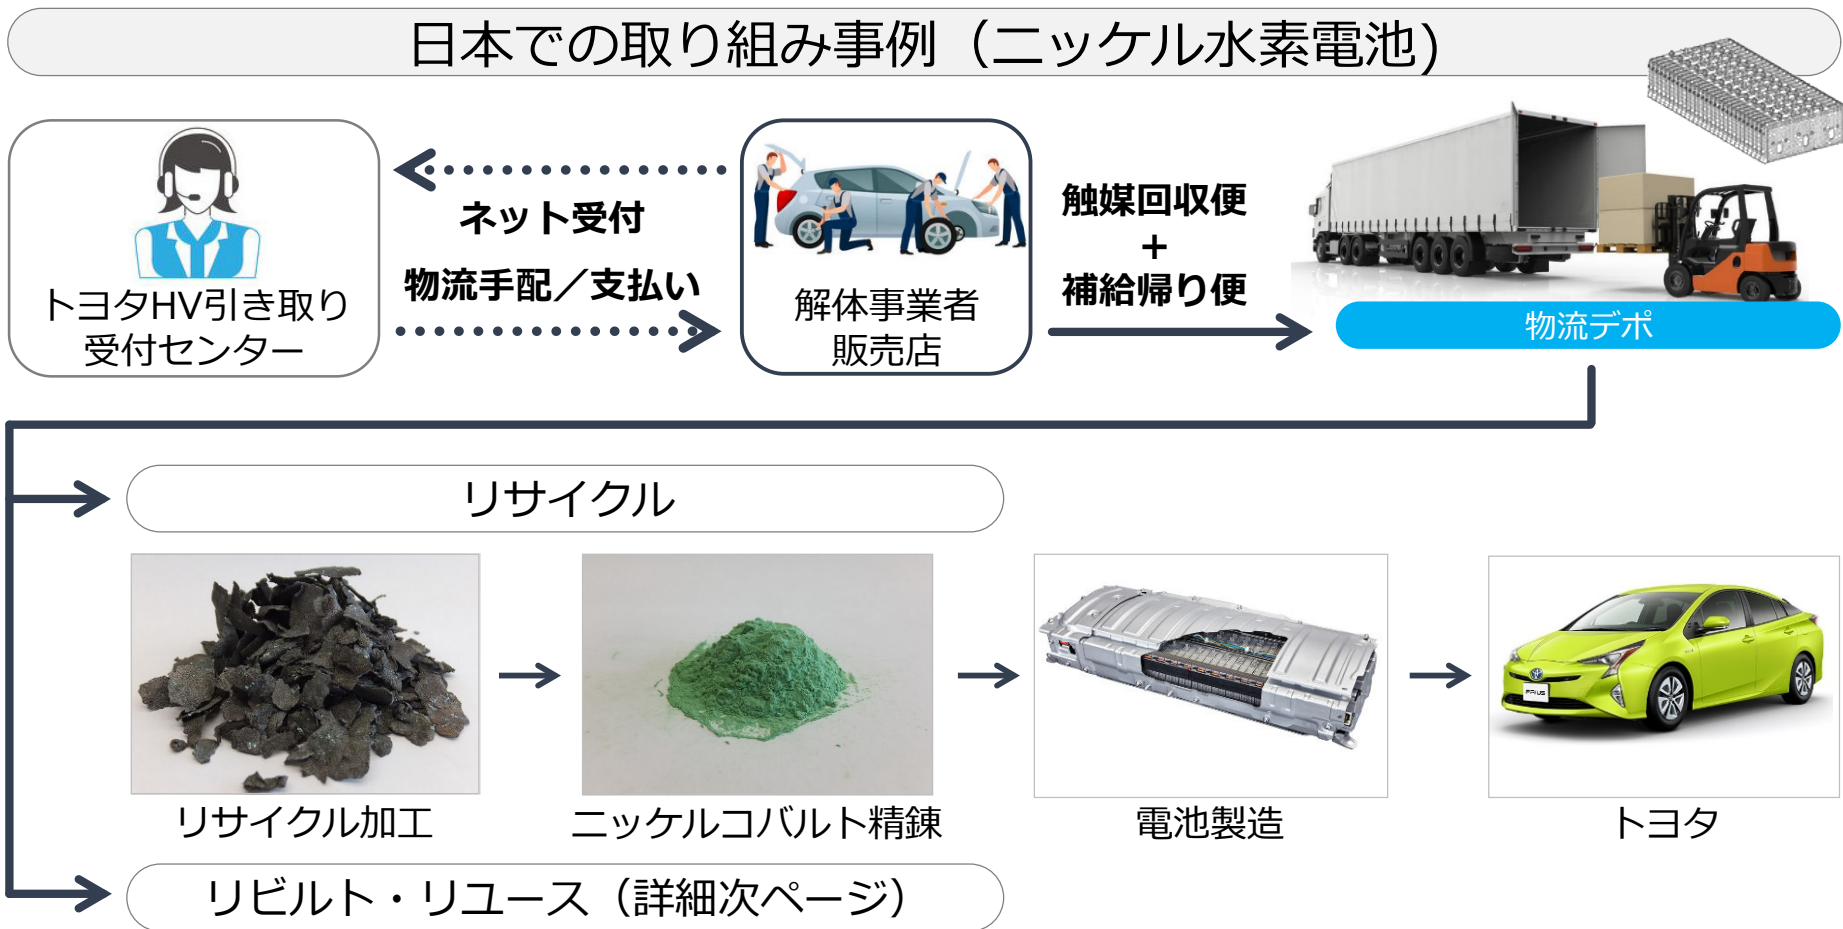 日本での取り組み事例（ニッケル水素電池)
ネット受付
物流手配／支払い
トヨタHV引き取り
受付センター
解体事業者
販売店
触媒回収便
+
補給帰り便
物流デポ
リサイクル
PRIUS
リサイクル加工
ニッケルコバルト精錬
電池製造
トヨタ
リビルト・リユース（詳細次ページ）